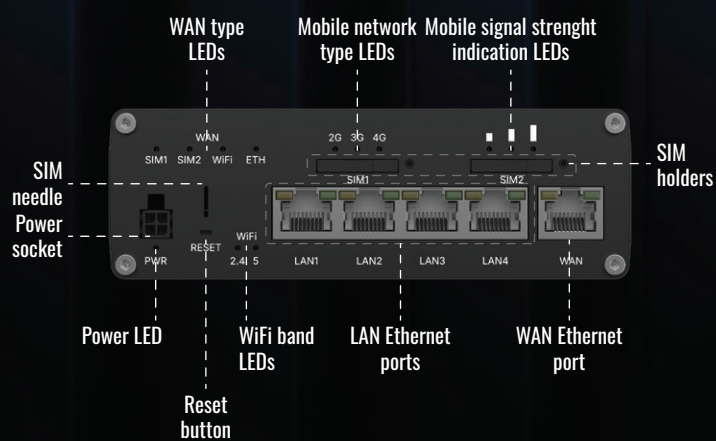 WAN type
LEDs
Mobile network
type LEDs
Mobile signal strenght
indication LEDs
WAN
SIM1 SIM2 WiFi ETH
2G 3G 4G
SIM1
SIM2
SIM
holders
SIM
needle
Power
socket
PWR
RESET
WiFi
2.4 5
LAN1 LAN2 LAN3 LAN4 WAN
Power LED
WiFi band
LEDs
LAN Ethernet
ports
WAN Ethernet
port
Reset
button